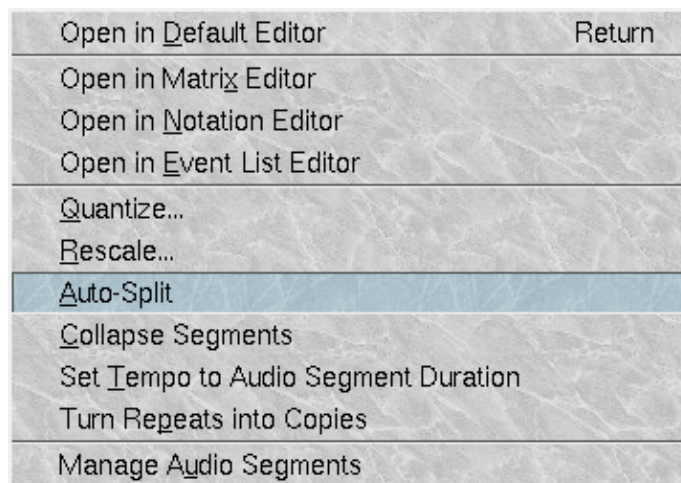 Open in Default Editor Return
Open in Matrix Editor
Open in Notation Editor
Open in Event List Editor
Quantize...
Rescale...
Auto-Split
Collapse Segments
Set Tempo to Audio Segment Duration
Turn Repeats into Copies
Manage Audio Segments